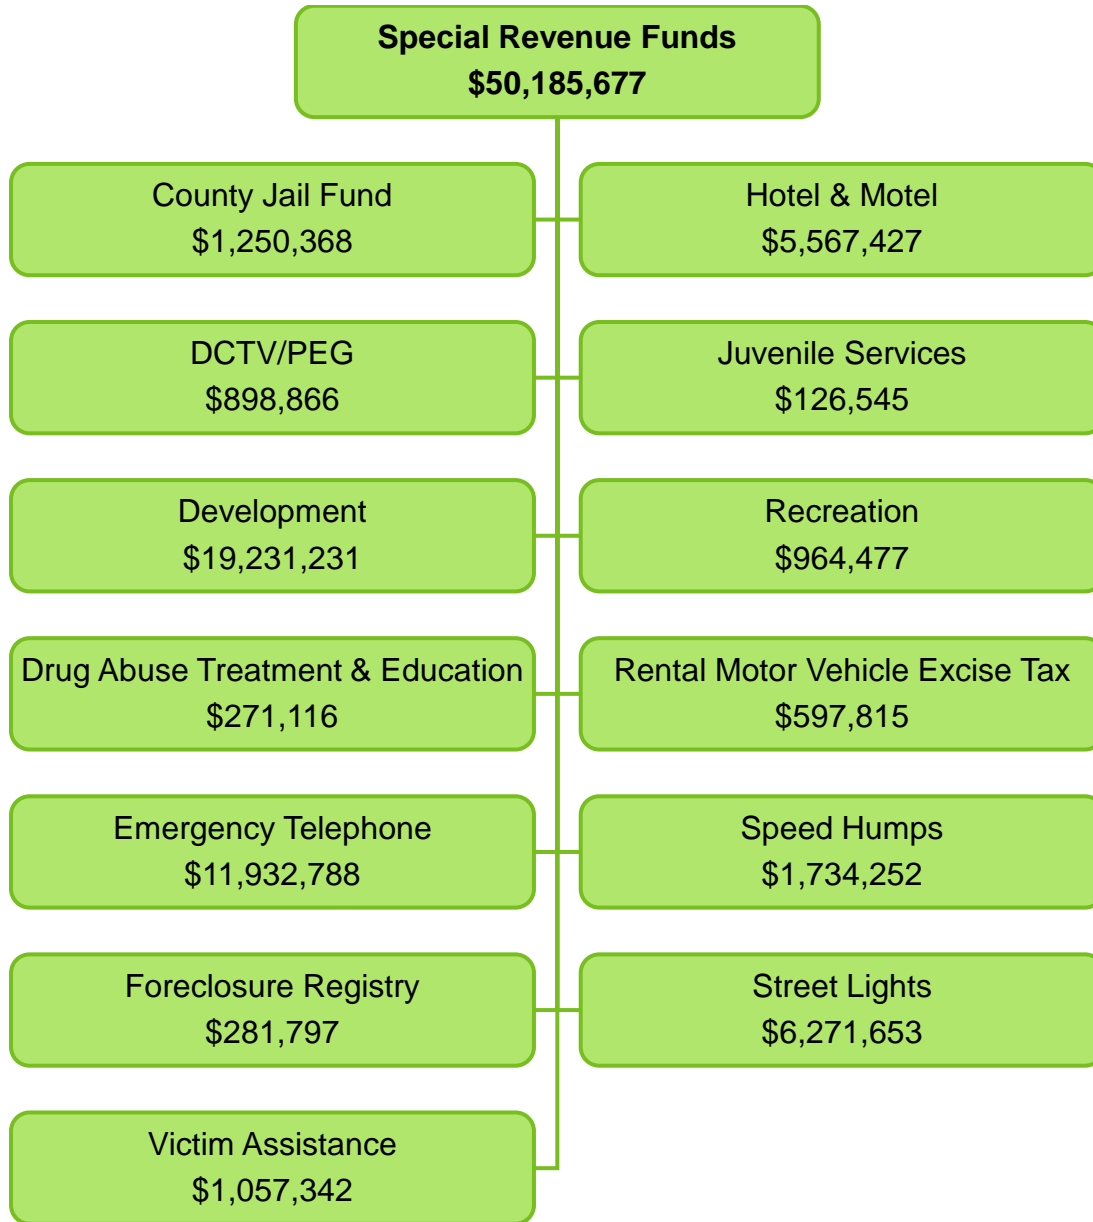 Special Revenue Funds
$50,185,677
County Jail Fund
$1,250,368
Hotel & Motel
$5,567,427
DCTV/PEG
$898,866
Juvenile Services
$126,545
Development
$19,231,231
Recreation
$964,477
Drug Abuse Treatment & Education
$271,116
Rental Motor Vehicle Excise Tax
$597,815
Emergency Telephone
$11,932,788
Speed Humps
$1,734,252
Foreclosure Registry
$281,797
Street Lights
$6,271,653
Victim Assistance
$1,057,342